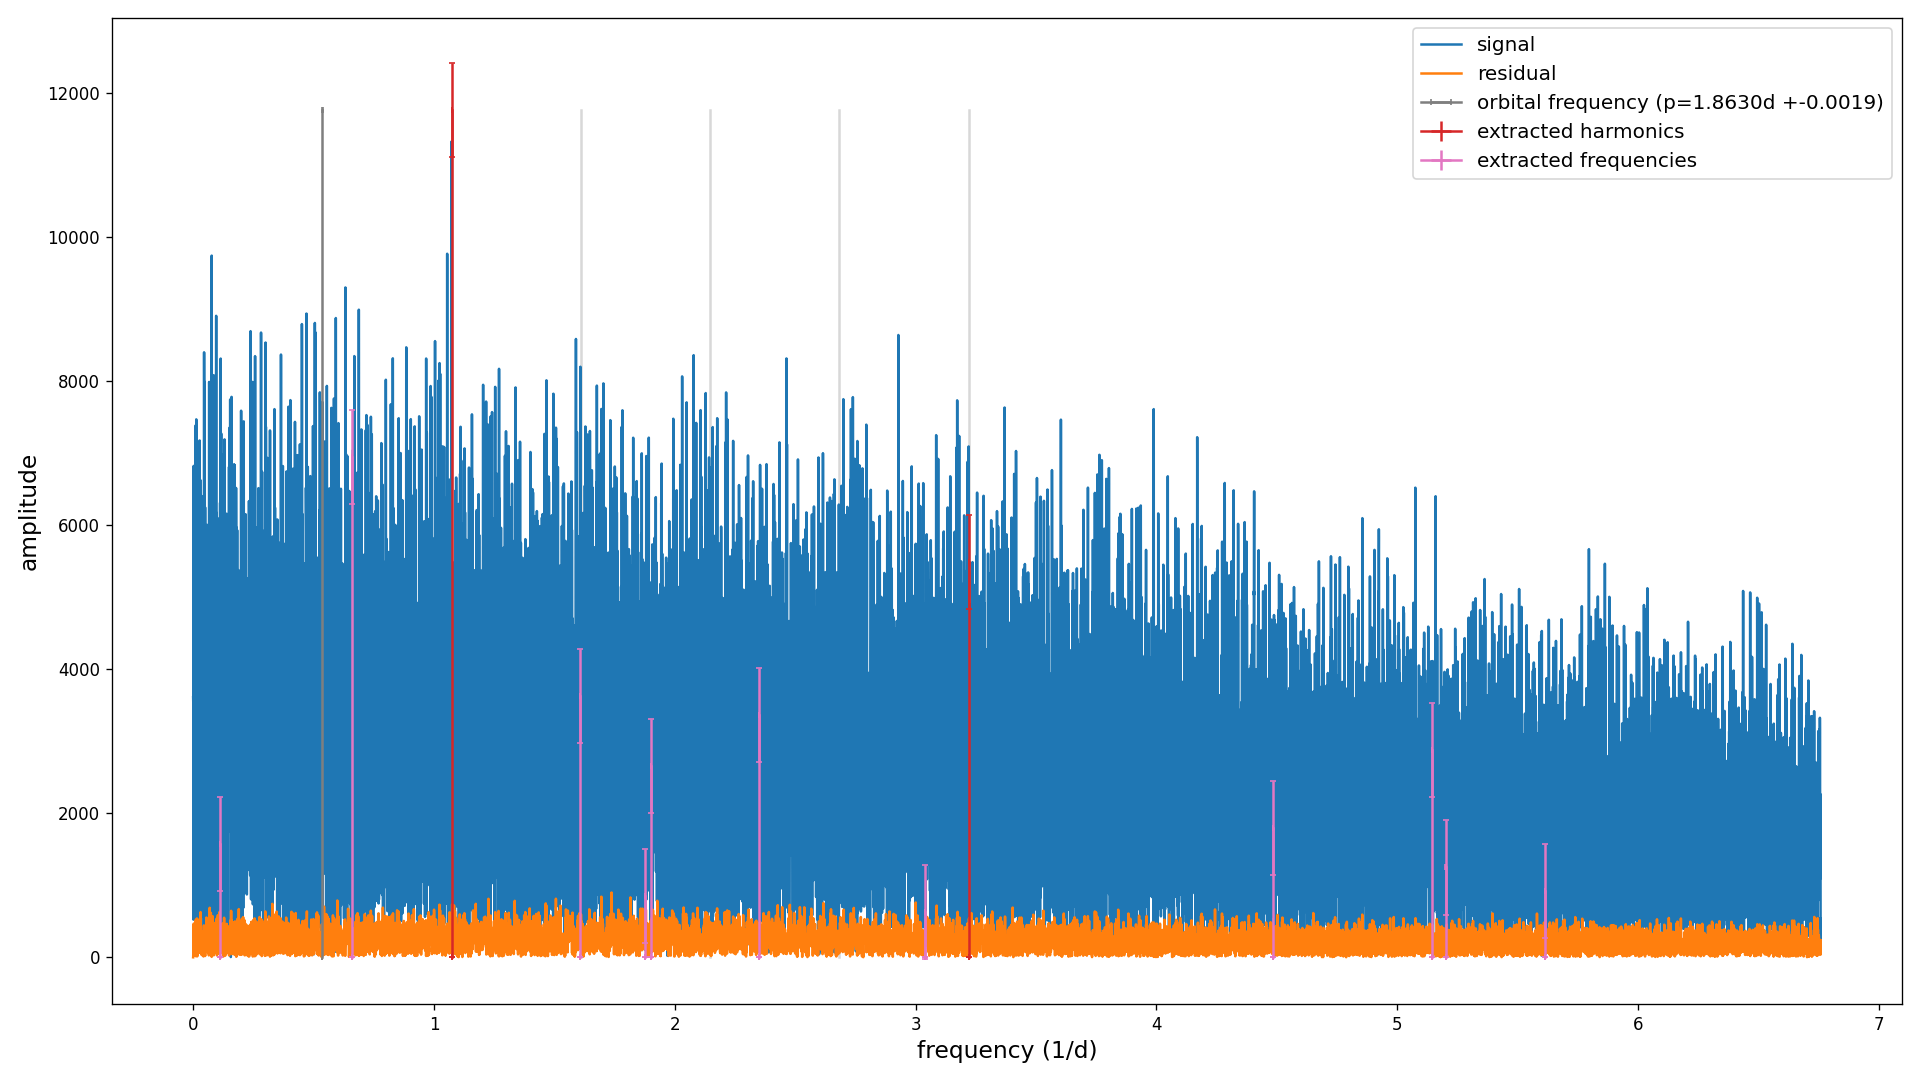 signal
residual
orbital frequency (p=1.8630d +-0.0019)
extracted harmonics
extracted frequencies
12000
10000
8000
6000
4000
2000
0
amplitude
0 1 2 3 4 5 6 7
frequency (1/d)